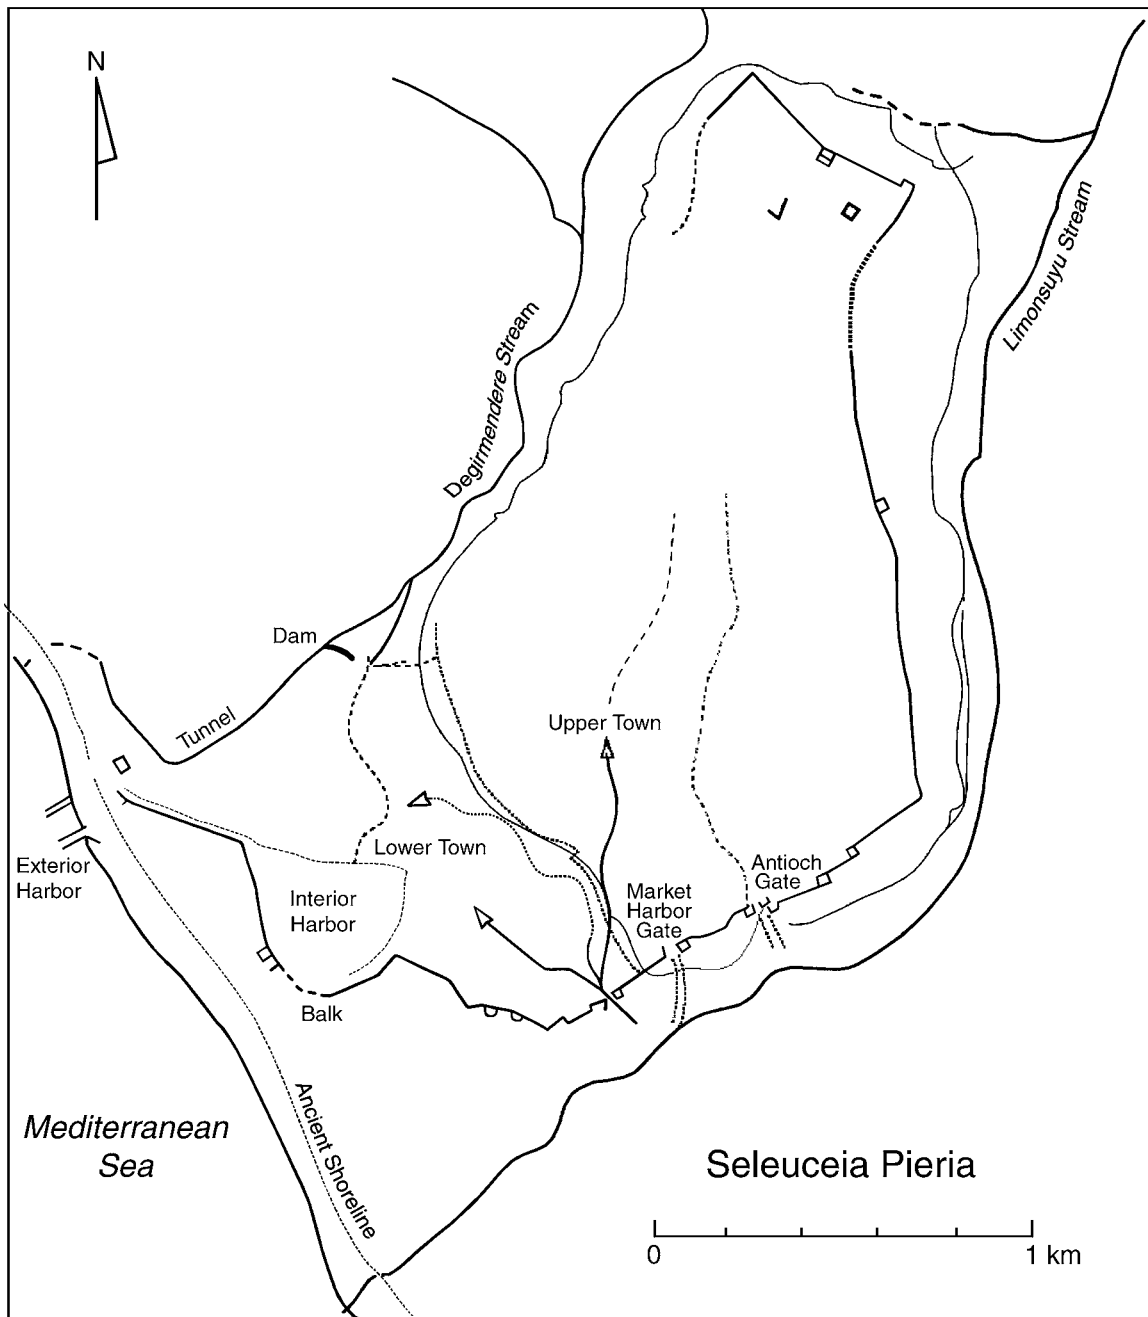 N
Limonsuyu Stream
Degirmendere Stream
Dam
Tunnel
Upper Town
Lower Town
Exterior
Harbor
Interior
Harbor
Market
Harbor
Gate
Antioch
Gate
Balk
Ancient Shoreline
Mediterranean
Sea
Seleuceia Pieria
0
1 km